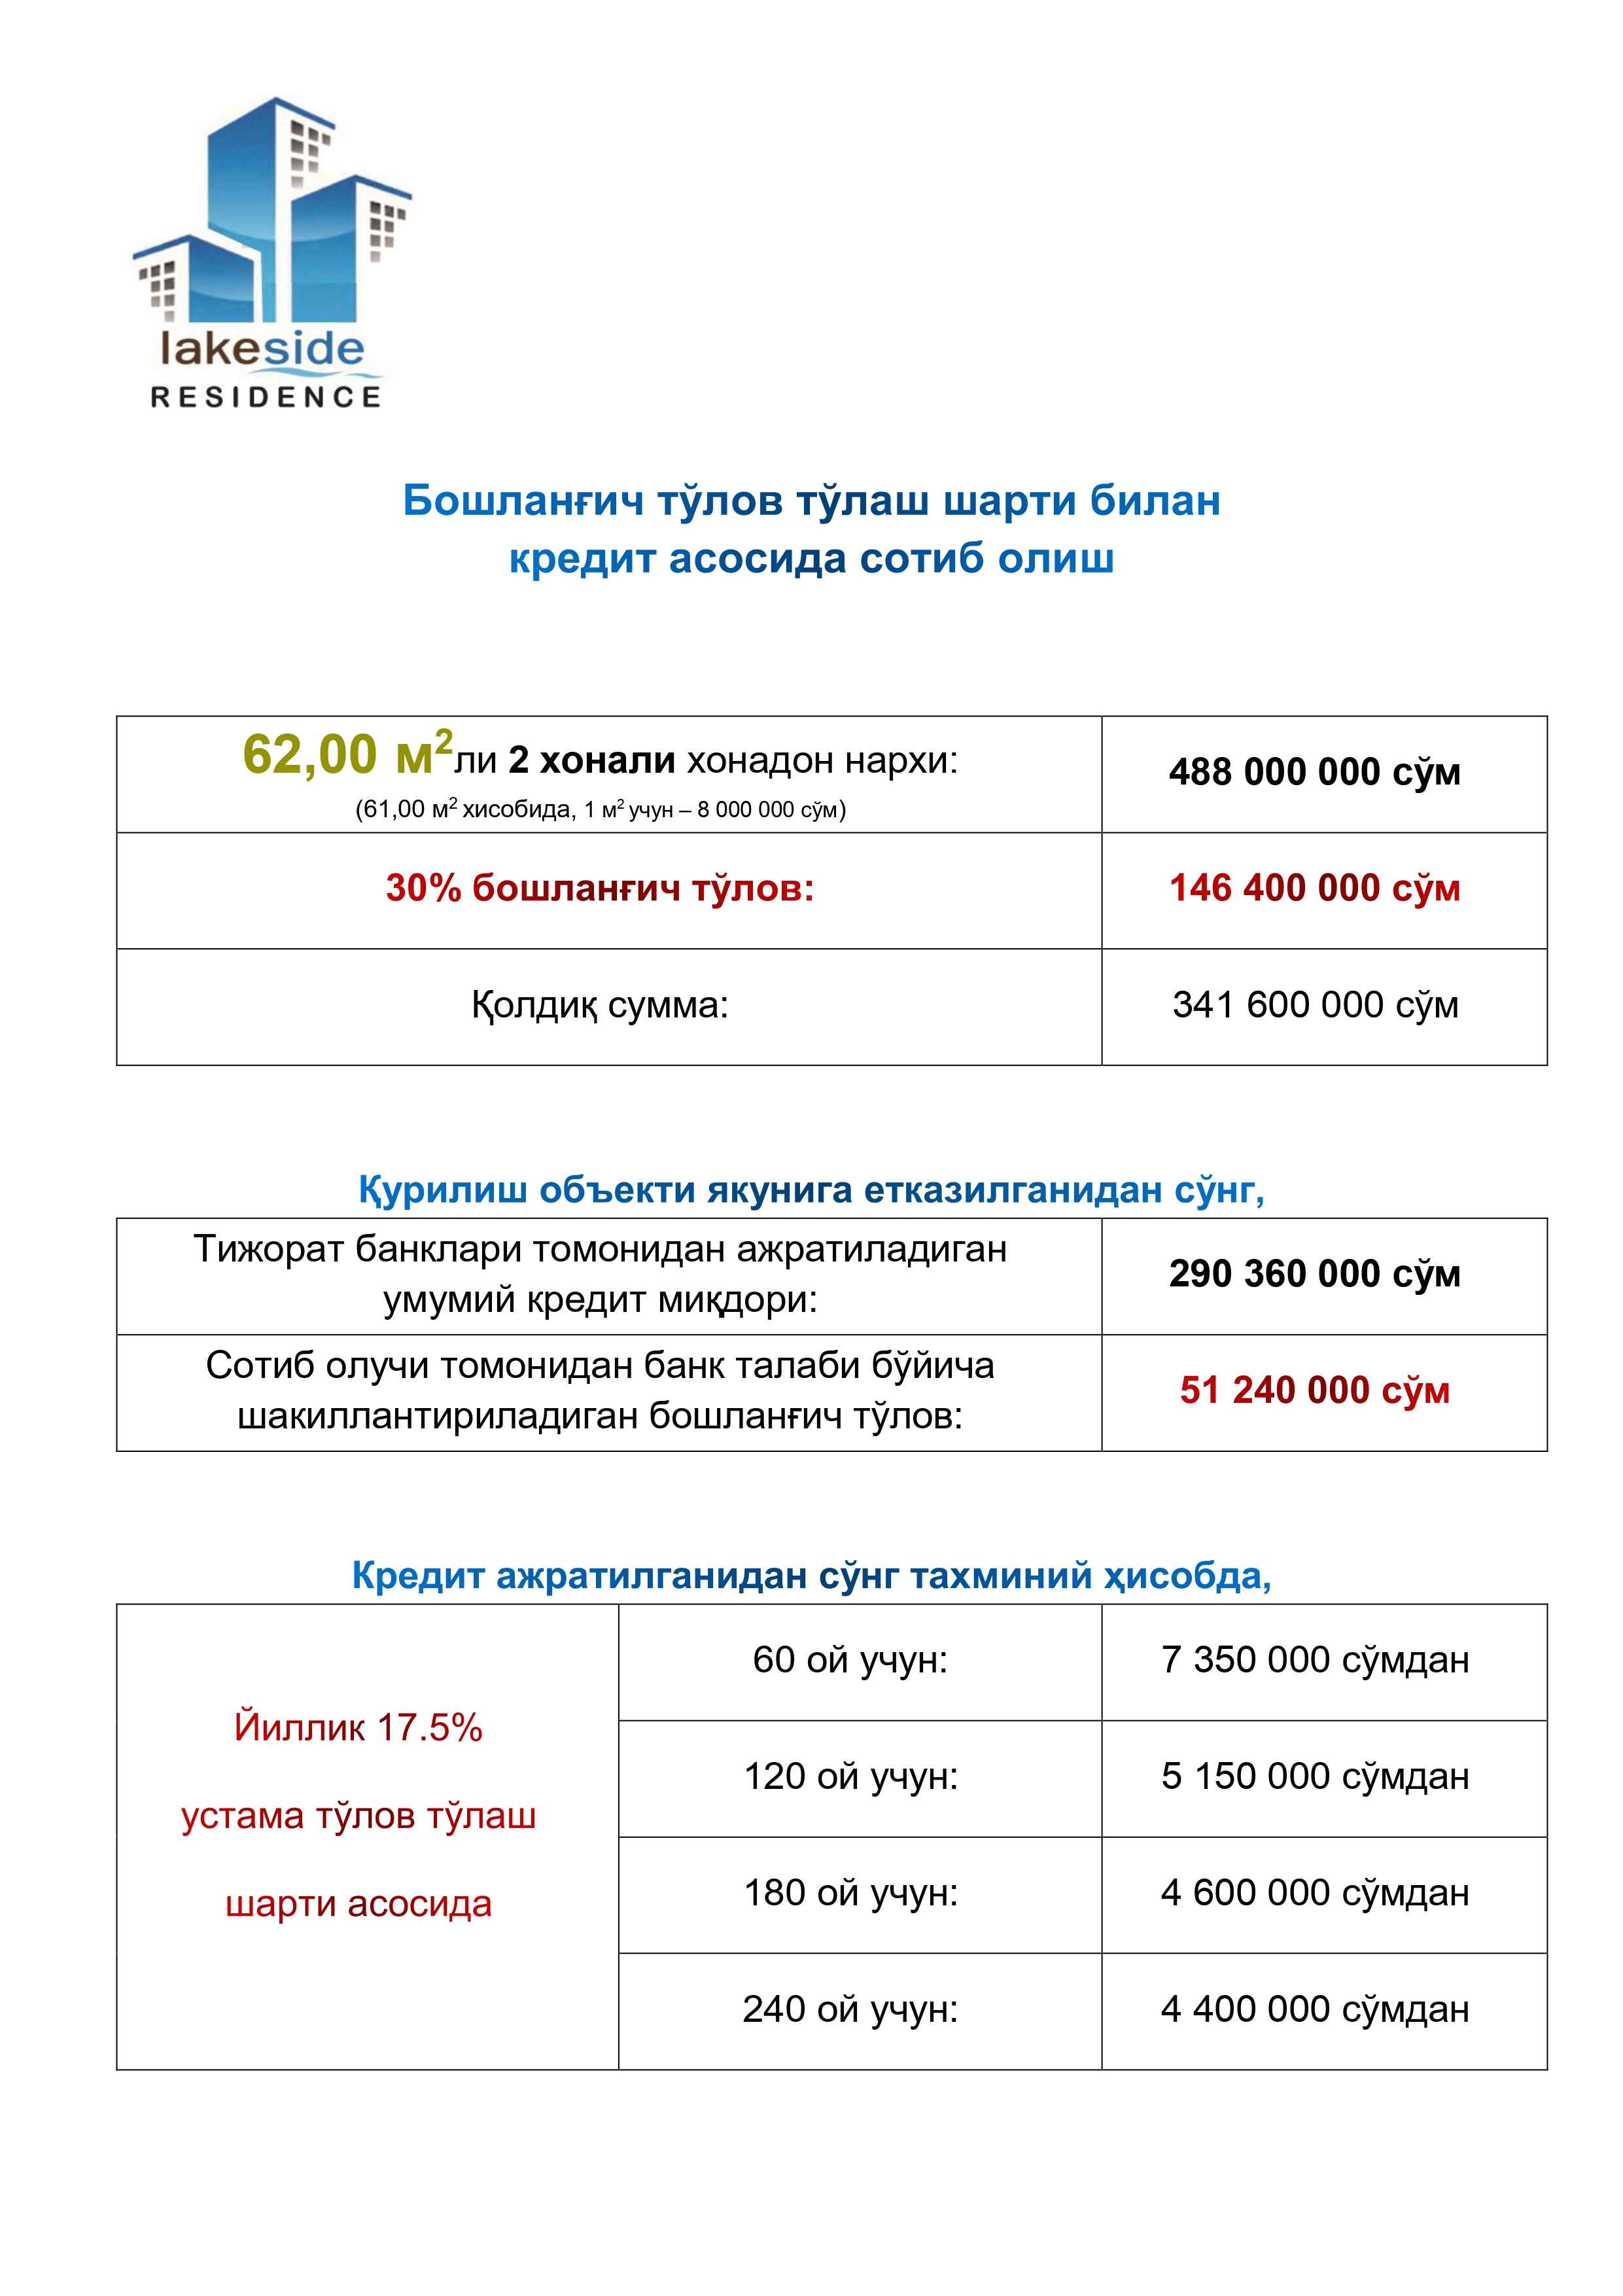 lakeside
RESIDENCE
Бошланғич тўлов тўлаш шарти билан
кредит асосида сотиб олиш
62,00 м²ли 2 хонали хонадон нархи:
(61,00 м² хисобида, 1 м² учун – 8 000 000 сўм)
488 000 000 сўм
30% бошланғич тўлов:
146 400 000 сўм
Қолдиқ сумма:
341 600 000 сўм
Қурилиш объекти якунига етказилганидан сўнг,
Тижорат банклари томонидан ажратиладиган
умумий кредит миқдори:
290 360 000 сўм
Сотиб олучи томонидан банк талаби бўйича
шакиллантириладиган бошланғич тўлов:
51 240 000 сўм
Кредит ажратилганидан сўнг тахминий ҳисобда,
Йиллик 17.5%
устама тўлов тўлаш
шарти асосида
60 ой учун:
7 350 000 сўмдан
120 ой учун:
5 150 000 сўмдан
180 ой учун:
4 600 000 сўмдан
240 ой учун:
4 400 000 сўмдан